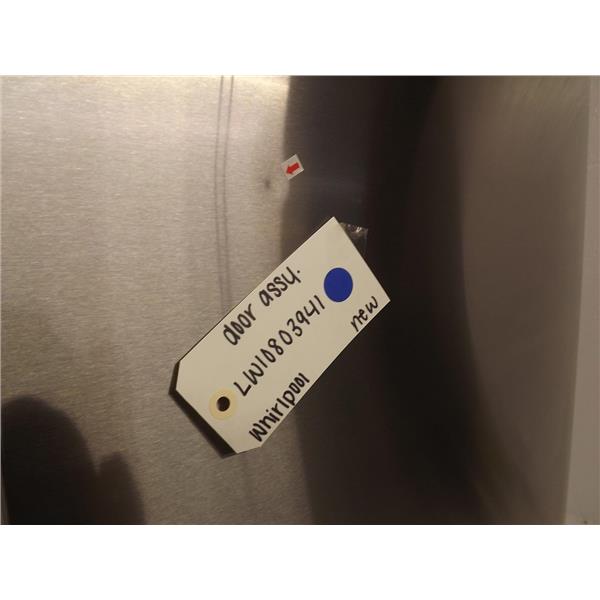 door assy.
LW10803941
Whirlpool
new